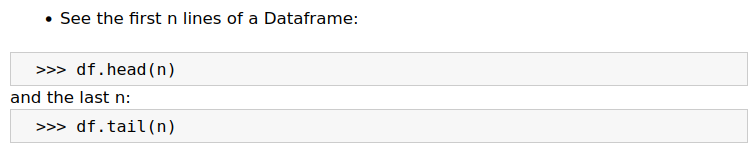 • See the first n lines of a Dataframe:
>>> df.head(n)
and the last n:
>>> df.tail(n)